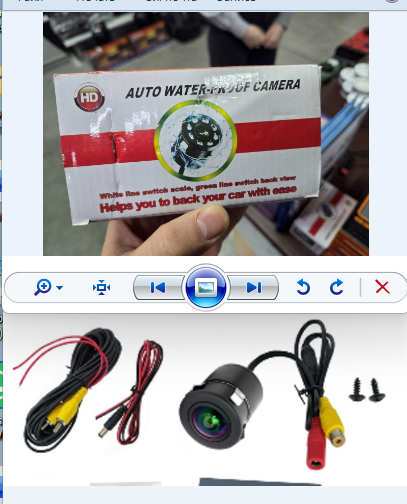 HD
AUTO WATER-PROOF CAMERA
White line switch scale, green line switch back view
Helps you to back your car with ease